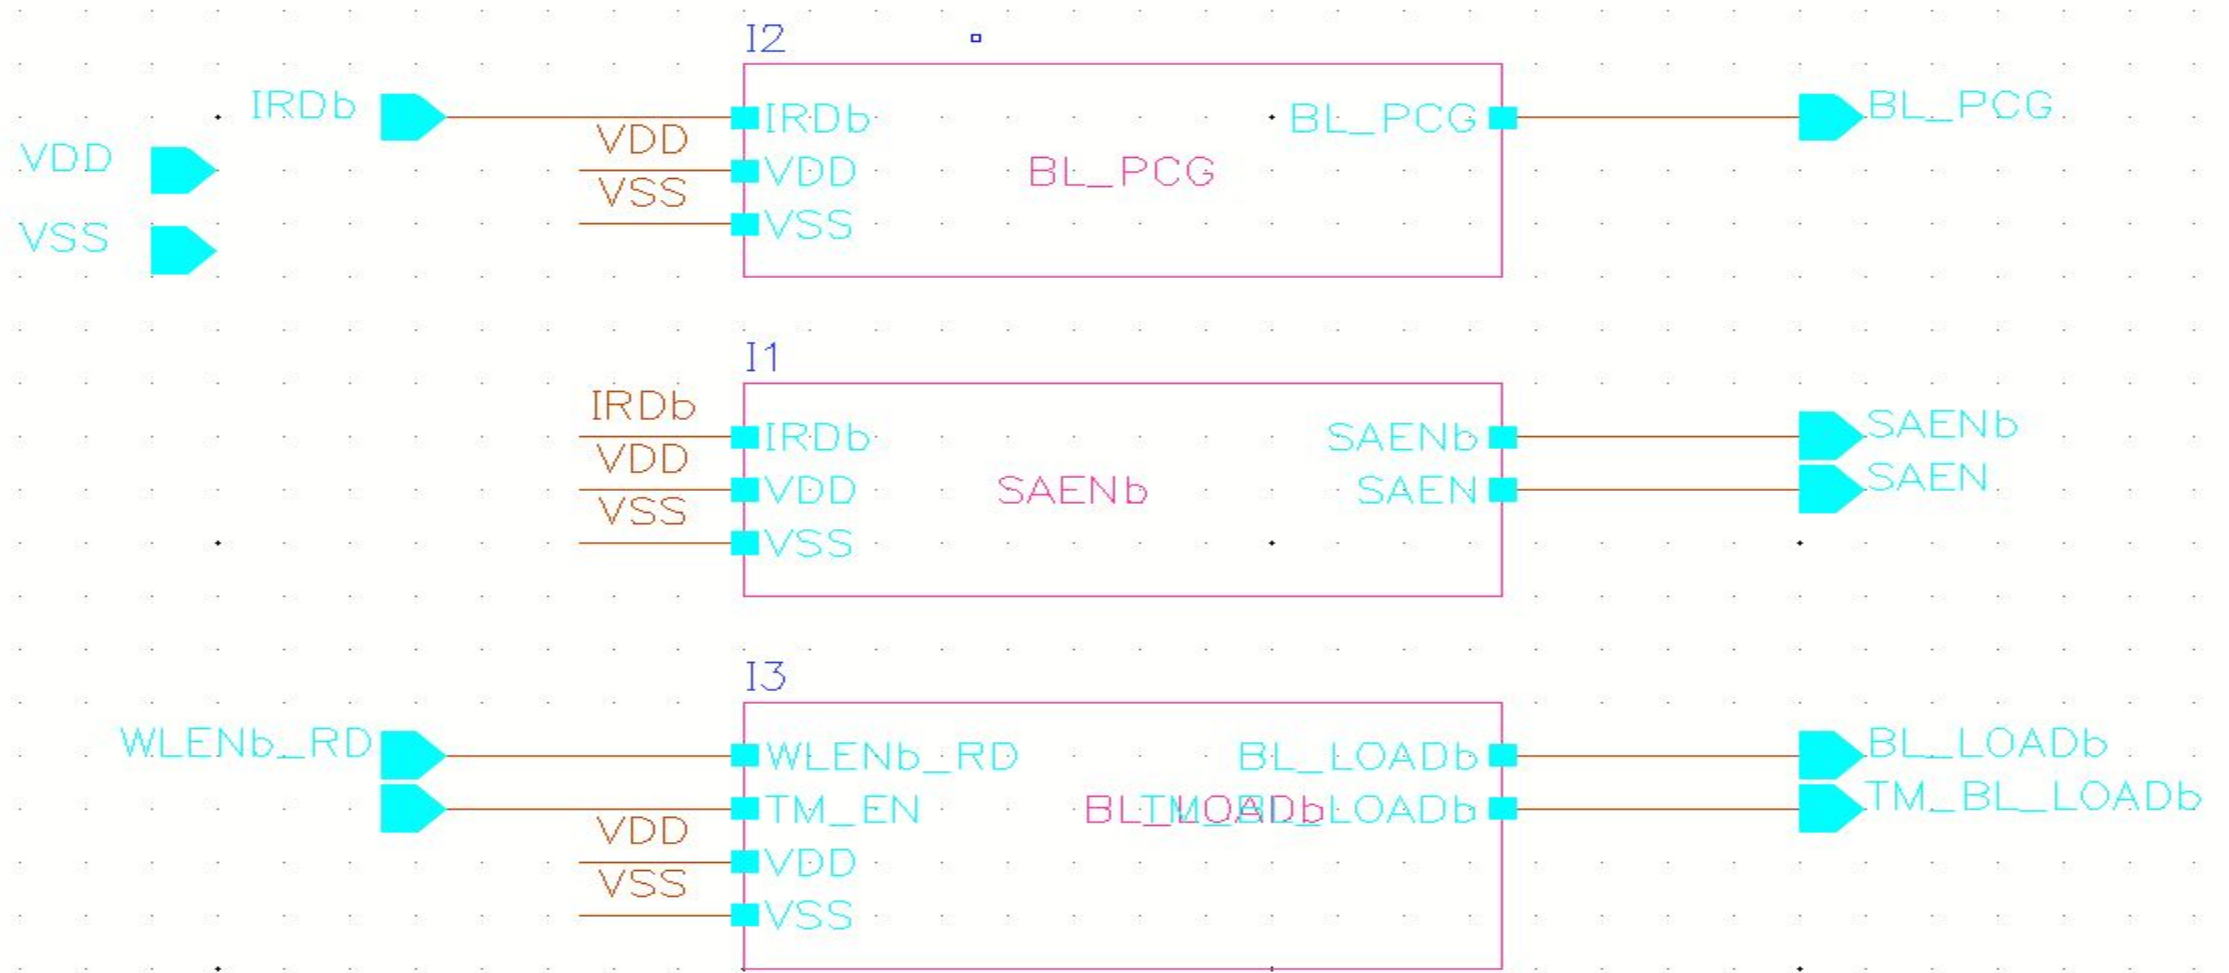 I2
IRDb IRDb BL_PCG BL_PCG
VDD
VDD VDD BL_PCG
VSS
VSS VSS
I1
IRDb
IRDb SAENb SAENb
VDD
VDD SAENb SAEN SAEN
VSS
VSS
I3
WLENb_RD WLENb_RD BL_LOADb BL_LOADb
TM_EN BL_LOADb TM_BL_LOADb TM_BL_LOADb
VDD
VDD
VSS
VSS